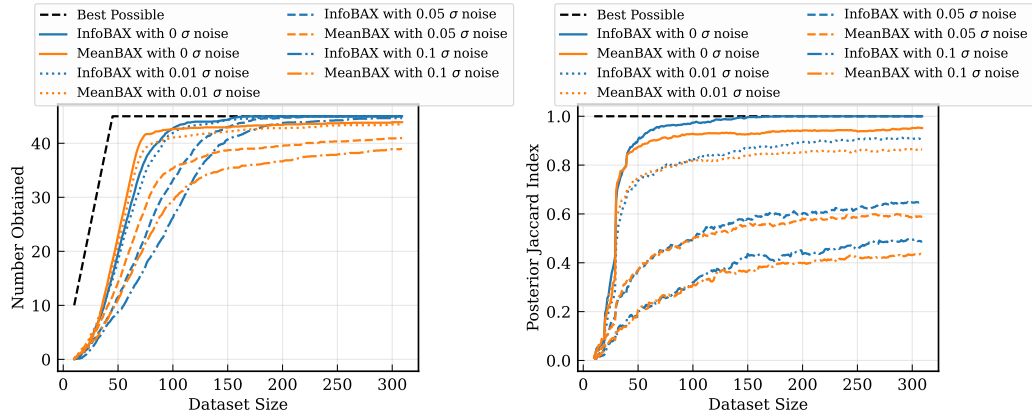 Best Possible
InfoBAX with 0 σ noise
MeanBAX with 0 σ noise
InfoBAX with 0.01 σ noise
MeanBAX with 0.01 σ noise
InfoBAX with 0.05 σ noise
MeanBAX with 0.05 σ noise
InfoBAX with 0.1 σ noise
MeanBAX with 0.1 σ noise
Number Obtained
40
30
20
10
0
0 50 100 150 200 250 300
Dataset Size
Best Possible
InfoBAX with 0 σ noise
MeanBAX with 0 σ noise
InfoBAX with 0.01 σ noise
MeanBAX with 0.01 σ noise
InfoBAX with 0.05 σ noise
MeanBAX with 0.05 σ noise
InfoBAX with 0.1 σ noise
MeanBAX with 0.1 σ noise
Posterior Jaccard Index
1.0
0.8
0.6
0.4
0.2
0.0
0 50 100 150 200 250 300
Dataset Size